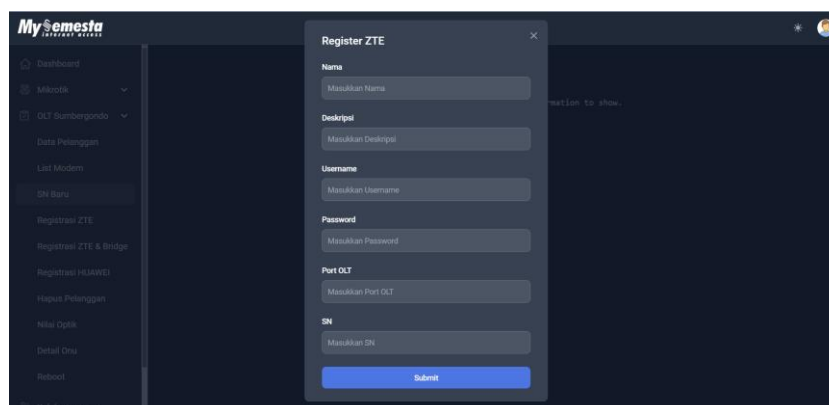 MySemesta
internet access
Dashboard
Mikrotik
OLT Sumbergondo
Data Pelanggan
List Modem
SN Baru
Registrasi ZTE
Registrasi ZTE & Bridge
Registrasi HUAWEI
Hapus Pelanggan
Nilai Optik
Detail Onu
Reboot
Register ZTE
Nama
Masukkan Nama
Deskripsi
Masukkan Deskripsi
Username
Masukkan Username
Password
Masukkan Password
Port OLT
Masukkan Port OLT
SN
Masukkan SN
Submit
rmation to show.